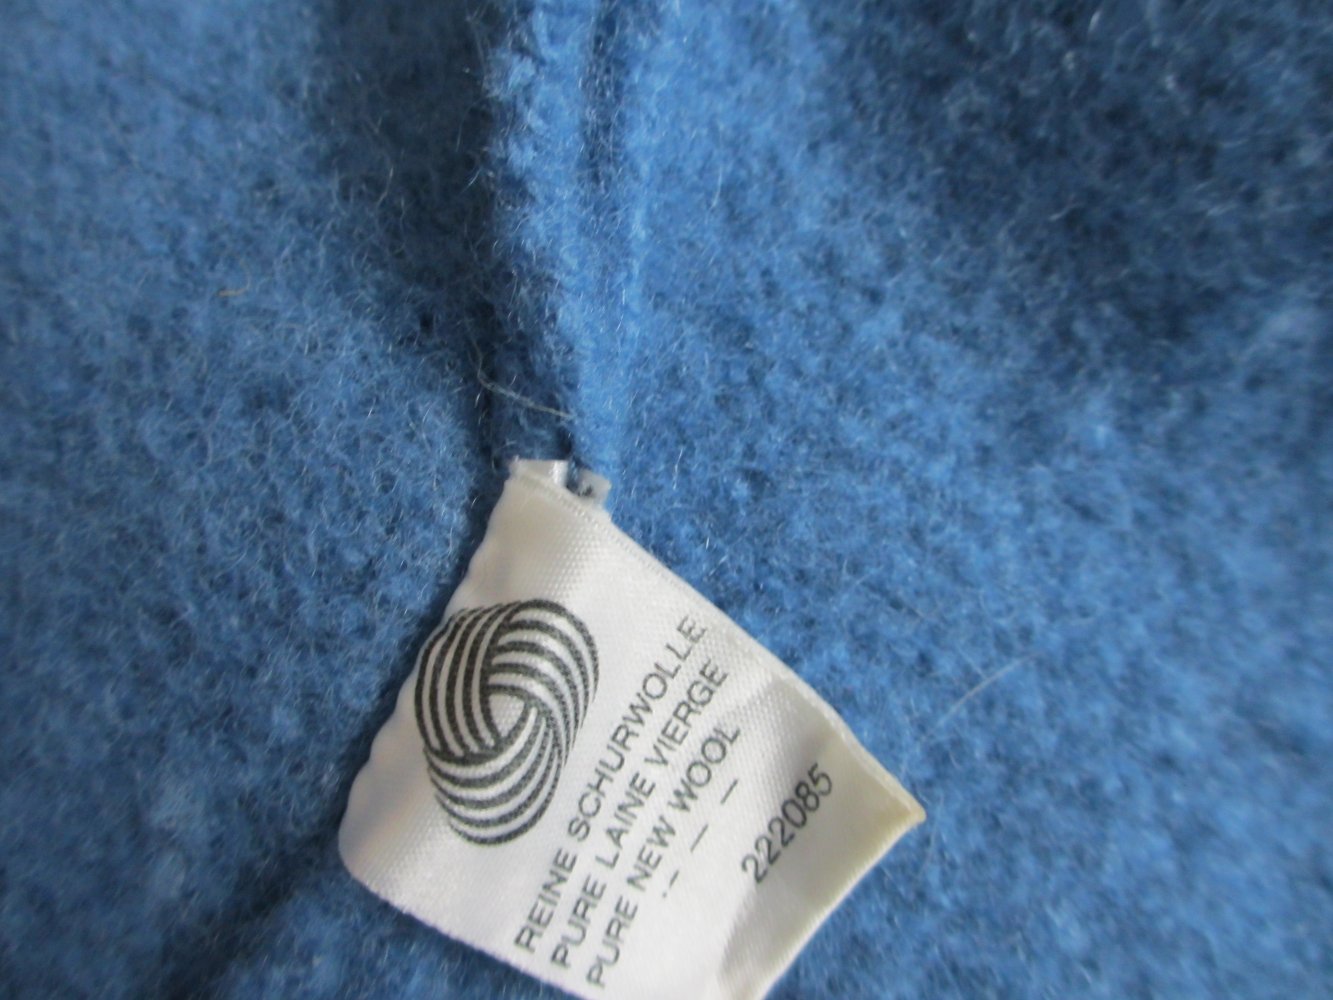 REINE SCHURWOLLE
PURE LAINE VIERGE
PURE NEW WOOL
222085